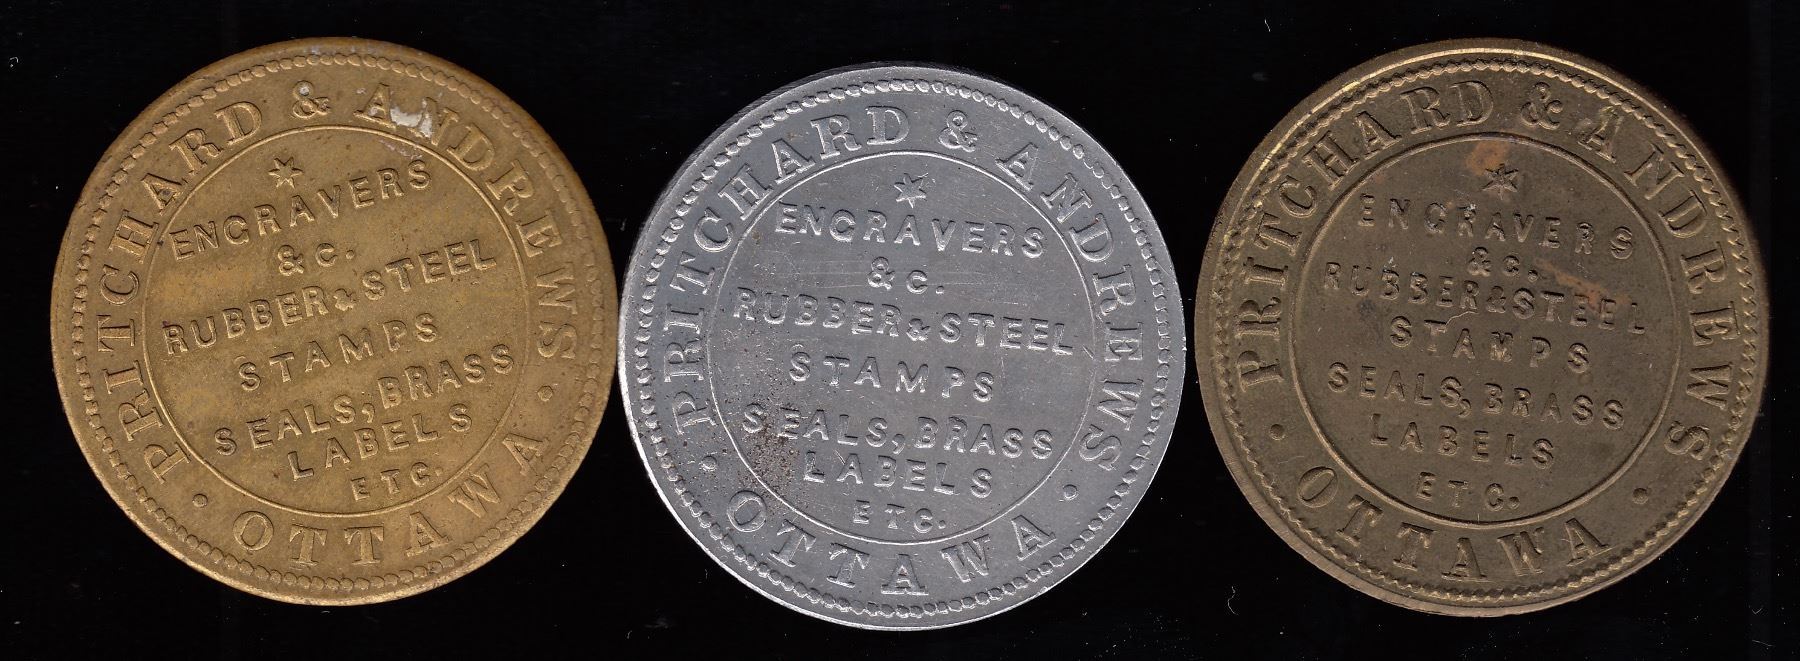 PRITCHARD & ANDREWS
ENGRAVERS
&c.
RUBBER & STEEL
STAMPS
SEALS, BRASS
LABELS
ETC.
· OTTAWA ·
PRITCHARD & ANDREWS
ENGRAVERS
&c.
RUBBER & STEEL
STAMPS
SEALS, BRASS
LABELS
ETC.
· OTTAWA ·
PRITCHARD & ANDREWS
ENGRAVERS
&c.
RUBBER & STEEL
STAMPS
SEALS, BRASS
LABELS
ETC.
· OTTAWA ·